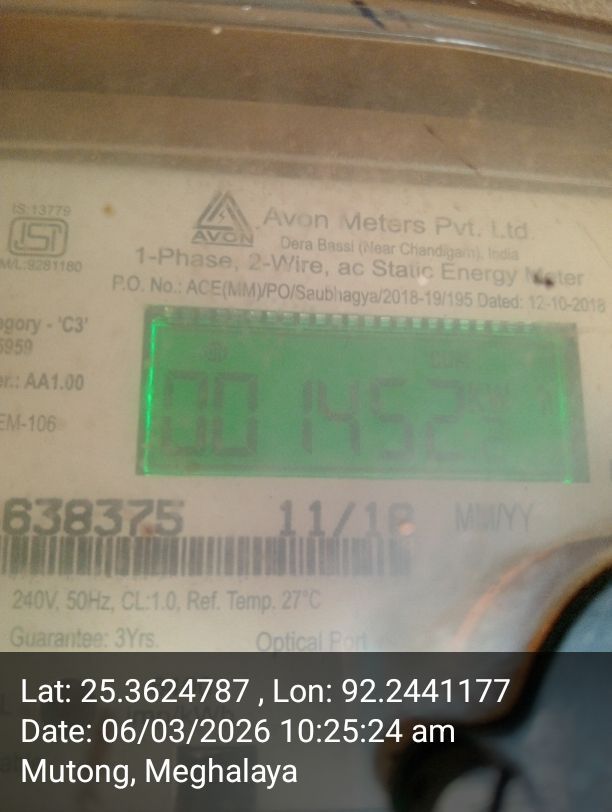 IS:13779
ISI
M/L:9281180
AVON
Avon Meters Pvt. Ltd.
Dera Bassi (Near Chandigarh), India
1-Phase, 2-Wire, ac Static Energy Meter
P.O. No.: ACE(MM)/PO/Saubhagya/2018-19/195 Dated: 12-10-2018
egory - 'C3'
5959
er.: AA1.00
EM-106
001452
638375
11/18 MM/YY
240V, 50Hz, CL:1.0, Ref. Temp. 27°C
Guarantee: 3Yrs.
Optical Port
Lat: 25.3624787 , Lon: 92.2441177
Date: 06/03/2026 10:25:24 am
Mutong, Meghalaya